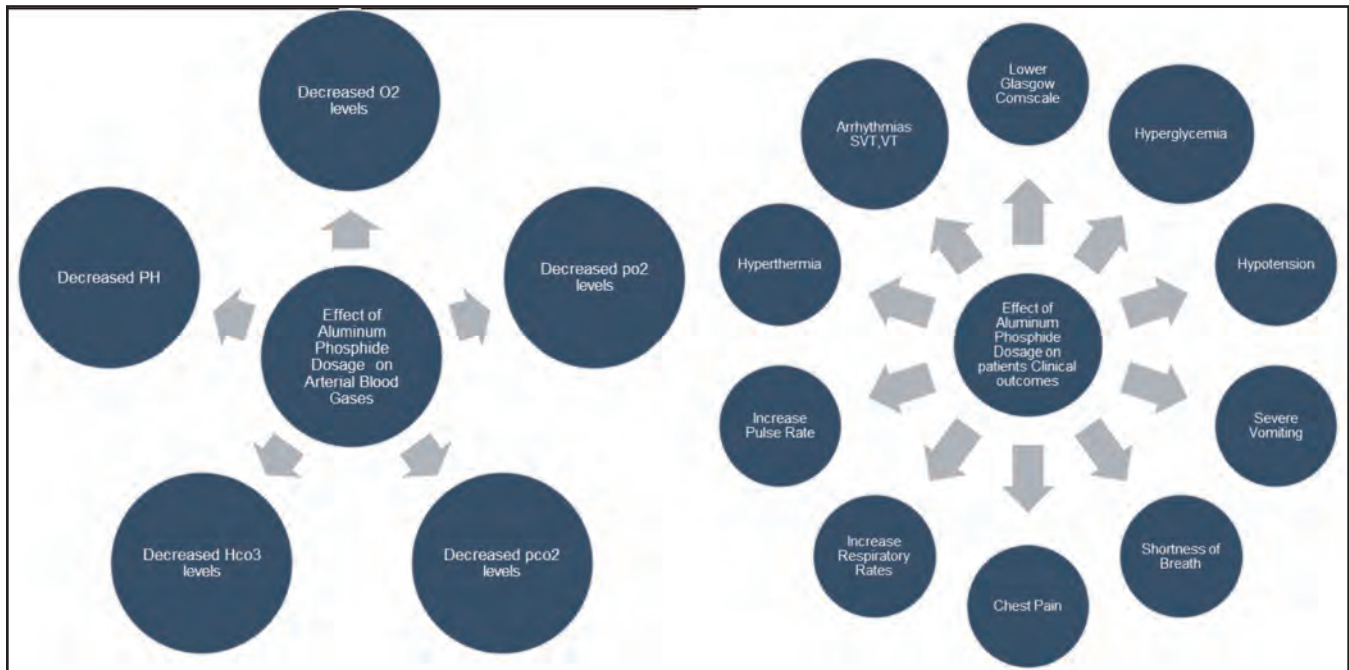 Decreased O2
levels
Decreased PH
Decreased po2
levels
Effect of
Aluminum
Phosphide
Dosage on
Arterial Blood
Gases
Decreased Hco3
levels
Decreased pco2
levels
Lower
Glasgow
Comscale
Arrhythmias
SVT,VT
Hyperglycemia
Hyperthermia
Hypotension
Effect of
Aluminum
Phosphide
Dosage on
patients Clinical
outcomes
Increase
Pulse Rate
Severe
Vomiting
Increase
Respiratory
Rates
Shortness of
Breath
Chest Pain